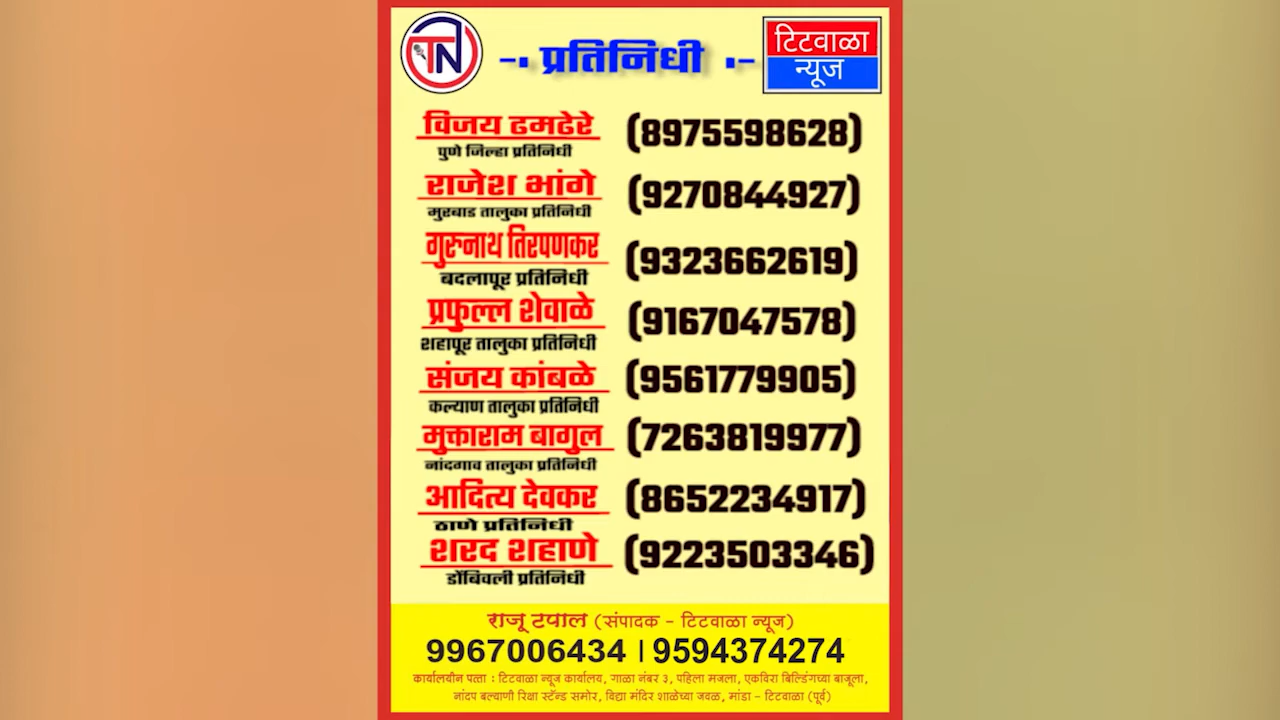 TN
-: प्रतिनिधी :-
टिटवाळा
न्यूज
विजय ढमढेरे (8975598628)
पुणे जिल्हा प्रतिनिधी
राजेश भांगे (9270844927)
मुरबाड तालुका प्रतिनिधी
गुरुनाथ तिरपणकर (9323662619)
बदलापूर प्रतिनिधी
प्रफुल्ल शेवाळे (9167047578)
शहापूर तालुका प्रतिनिधी
संजय कांबळे (9561779905)
कल्याण तालुका प्रतिनिधी
मुक्ताराम बागुल (7263819977)
नांदगाव तालुका प्रतिनिधी
आदित्य देवकर (8652234917)
ठाणे प्रतिनिधी
शरद शहाणे (9223503346)
डोंबिवली प्रतिनिधी
राजू टपाल (संपादक - टिटवाळा न्यूज)
9967006434 । 9594374274
कार्यालयीन पत्ता : टिटवाळा न्यूज कार्यालय, गाळा नंबर ३, पहिला मजला, एकविरा बिल्डिंगच्या बाजूला,
नांदप बल्याणी रिक्षा स्टॅन्ड समोर, विद्या मंदिर शाळेच्या जवळ, मांडा - टिटवाळा (पूर्व)